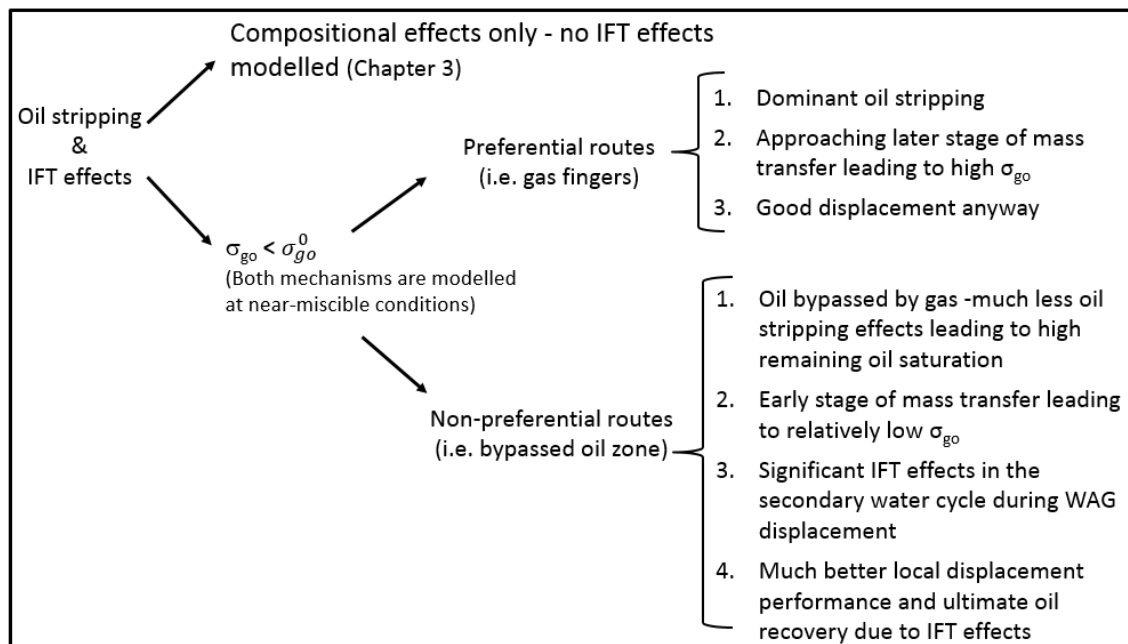 Compositional effects only - no IFT effects
modelled (Chapter 3)
Oil stripping
&
IFT effects
σgo < σ⁰go
(Both mechanisms are modelled
at near-miscible conditions)
Preferential routes
(i.e. gas fingers)
1. Dominant oil stripping
2. Approaching later stage of mass
transfer leading to high σgo
3. Good displacement anyway
Non-preferential routes
(i.e. bypassed oil zone)
1. Oil bypassed by gas -much less oil
stripping effects leading to high
remaining oil saturation
2. Early stage of mass transfer leading
to relatively low σgo
3. Significant IFT effects in the
secondary water cycle during WAG
displacement
4. Much better local displacement
performance and ultimate oil
recovery due to IFT effects